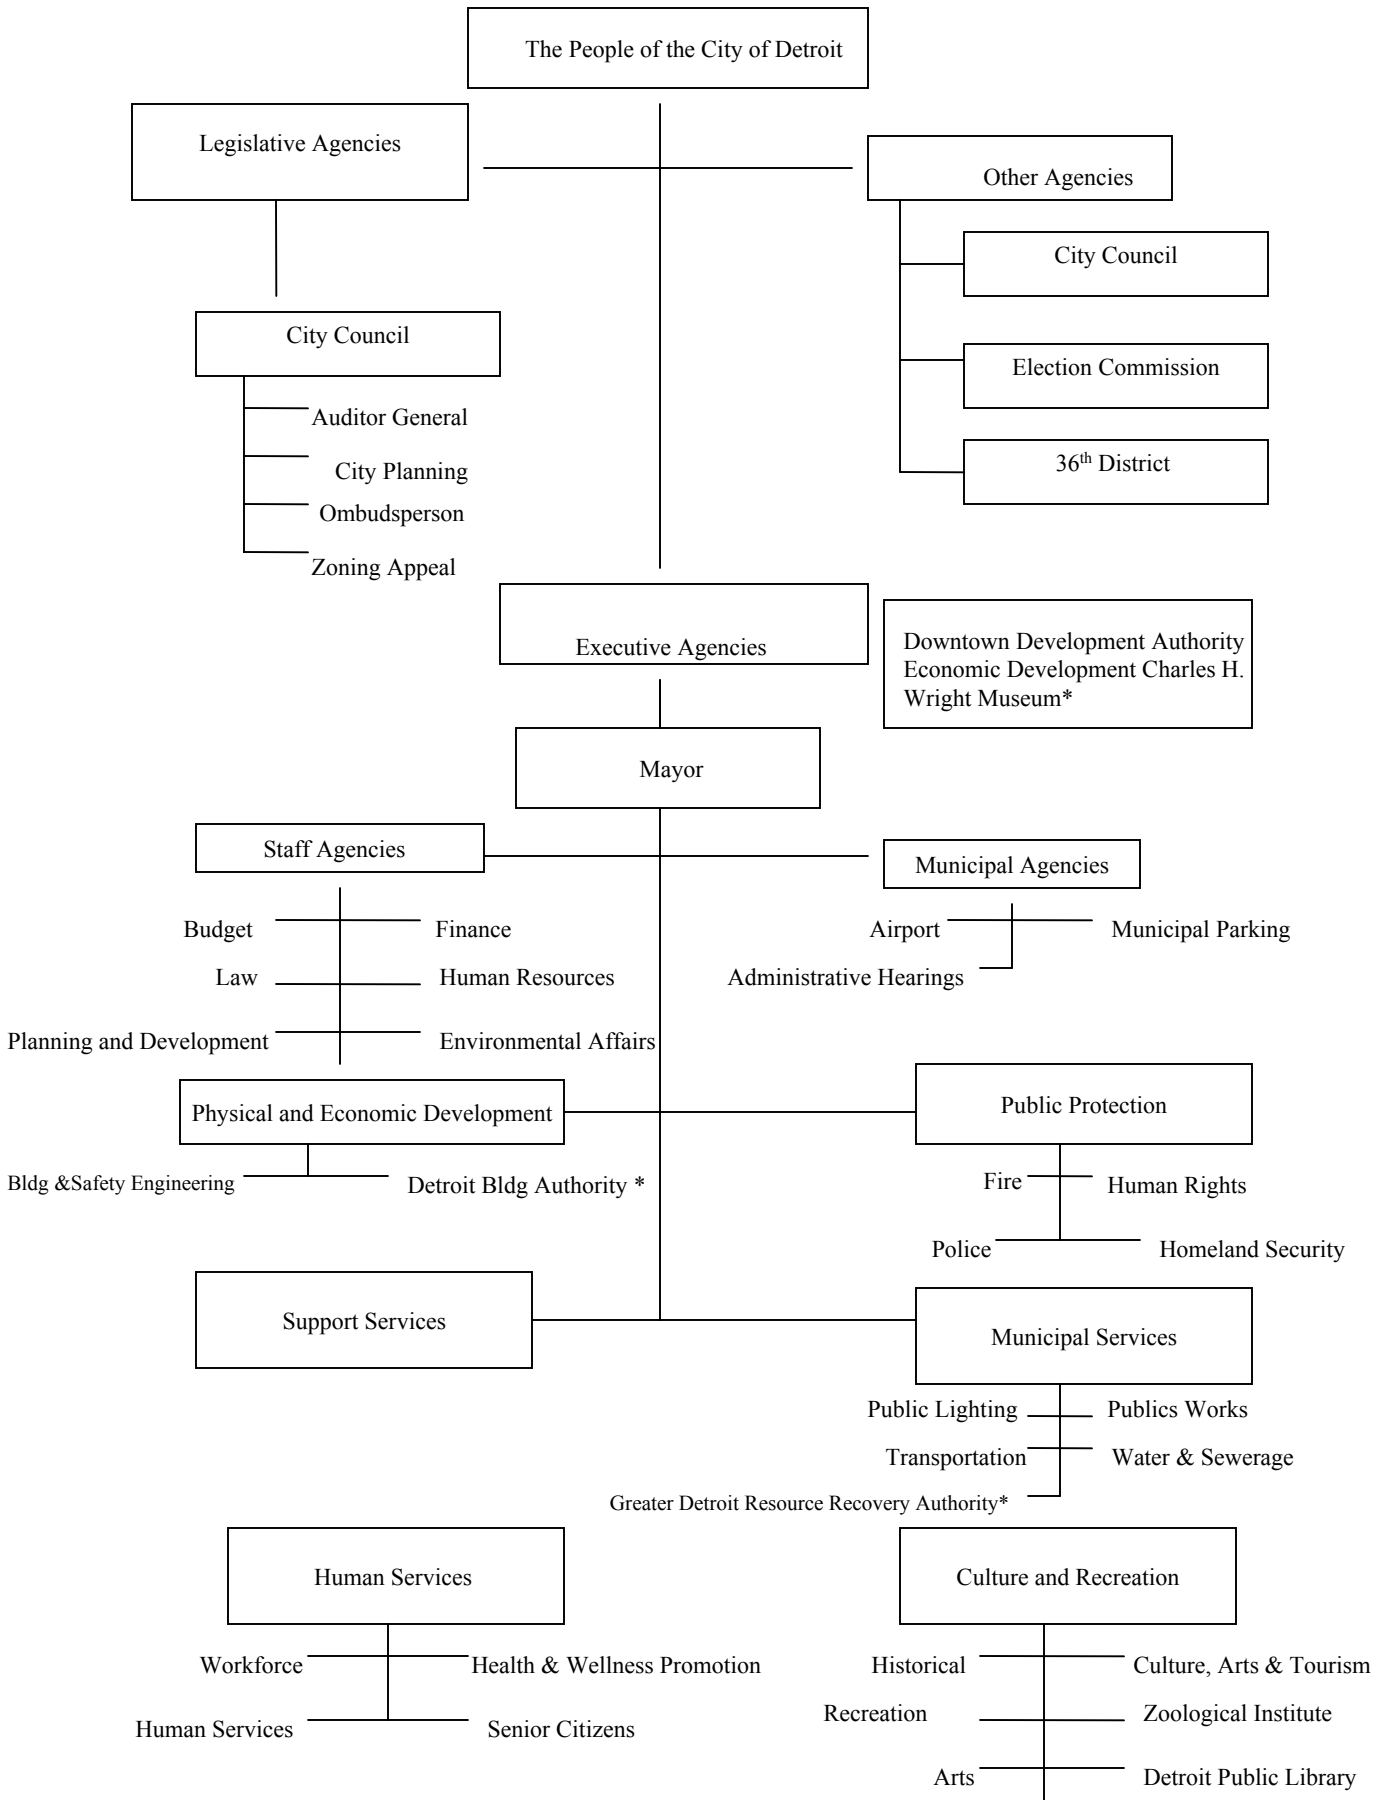 The People of the City of Detroit
Legislative Agencies
Other Agencies
City Council
Election Commission
36th District
City Council
Auditor General
City Planning
Ombudsperson
Zoning Appeal
Executive Agencies
Downtown Development Authority
Economic Development Charles H.
Wright Museum*
Mayor
Staff Agencies
Municipal Agencies
Budget
Finance
Law
Human Resources
Planning and Development
Environmental Affairs
Airport
Municipal Parking
Administrative Hearings
Physical and Economic Development
Bldg &Safety Engineering
Detroit Bldg Authority *
Public Protection
Fire
Human Rights
Police
Homeland Security
Support Services
Municipal Services
Public Lighting
Publics Works
Transportation
Water & Sewerage
Greater Detroit Resource Recovery Authority*
Human Services
Workforce
Health & Wellness Promotion
Human Services
Senior Citizens
Culture and Recreation
Historical
Culture, Arts & Tourism
Recreation
Zoological Institute
Arts
Detroit Public Library